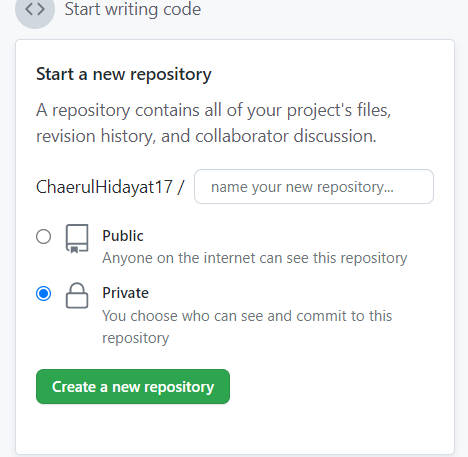 <> Start writing code
Start a new repository
A repository contains all of your project's files,
revision history, and collaborator discussion.
ChaerulHidayat17 / name your new repository...
Public
Anyone on the internet can see this repository
Private
You choose who can see and commit to this
repository
Create a new repository